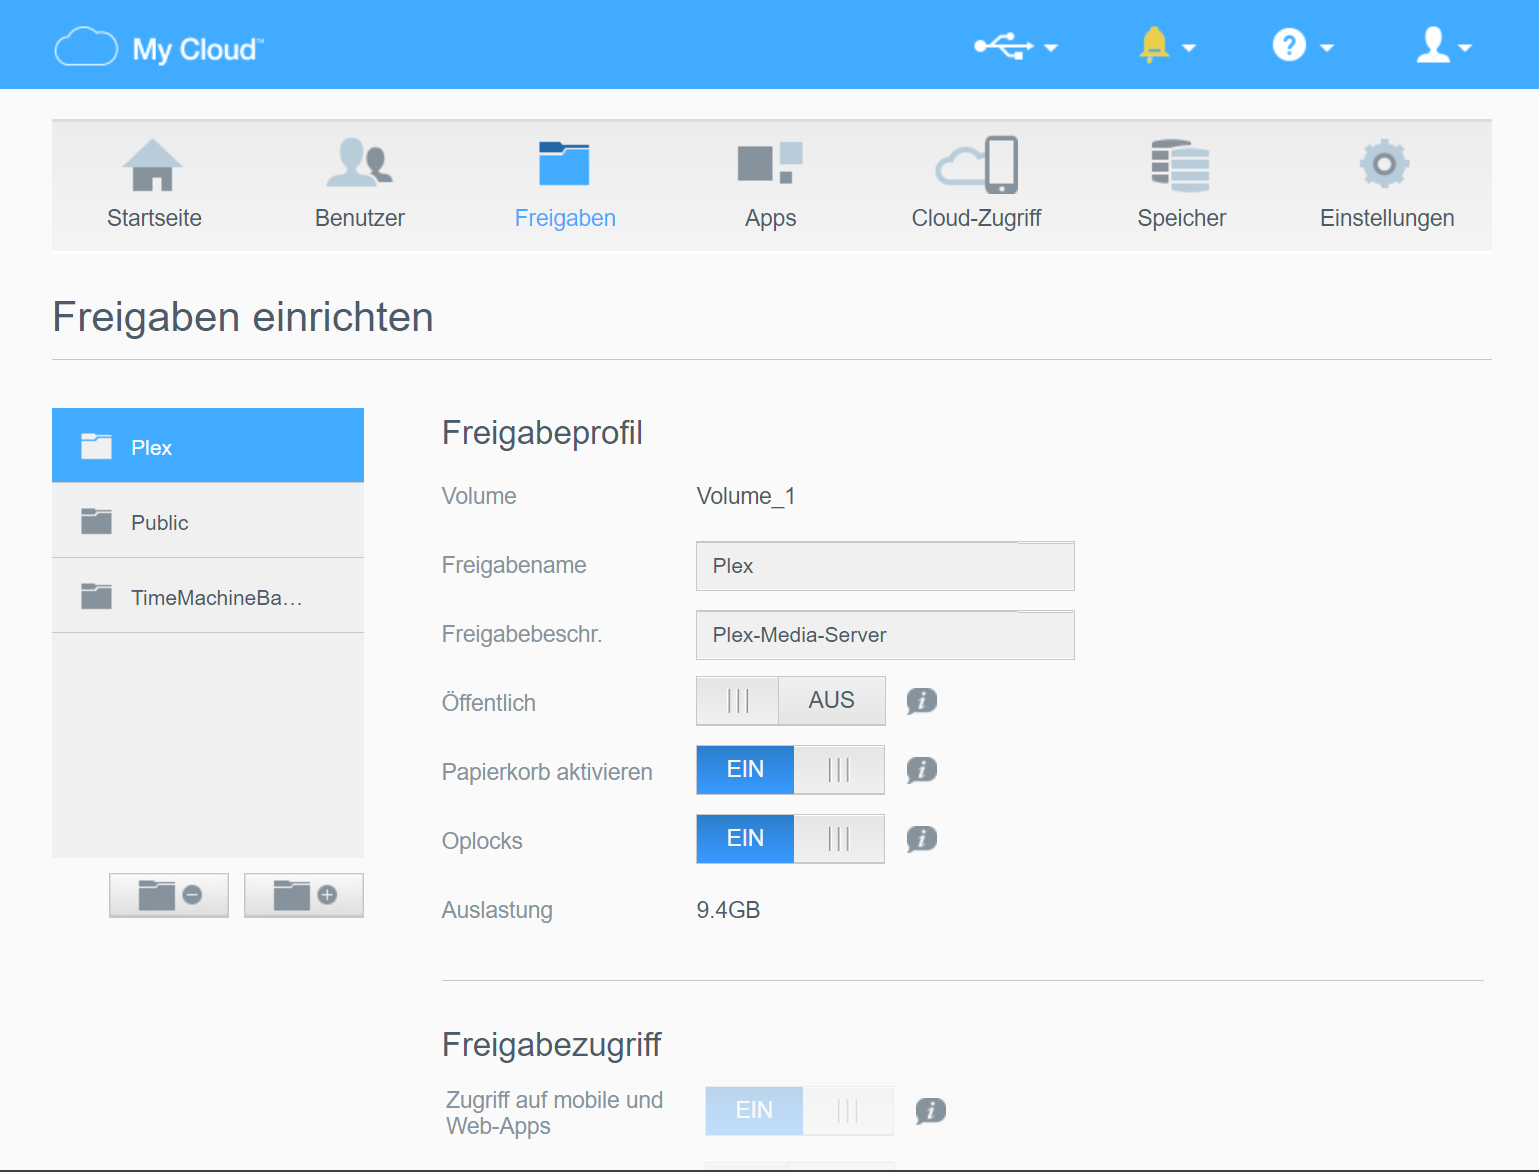 My Cloud™
Startseite
Benutzer
Freigaben
Apps
Cloud-Zugriff
Speicher
Einstellungen
Freigaben einrichten
Plex
Public
TimeMachineBa...
Freigabeprofil
Volume Volume_1
Freigabename Plex
Freigabebeschr. Plex-Media-Server
Öffentlich AUS
Papierkorb aktivieren EIN
Oplocks EIN
Auslastung 9.4GB
Freigabezugriff
Zugriff auf mobile und EIN
Web-Apps